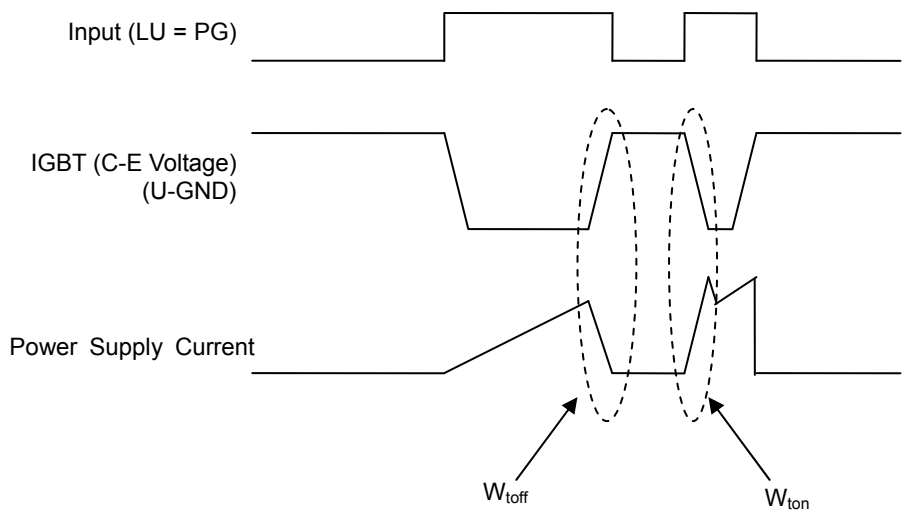 Input (LU = PG)
IGBT (C-E Voltage)
(U-GND)
Power Supply Current
Wtoff
Wton